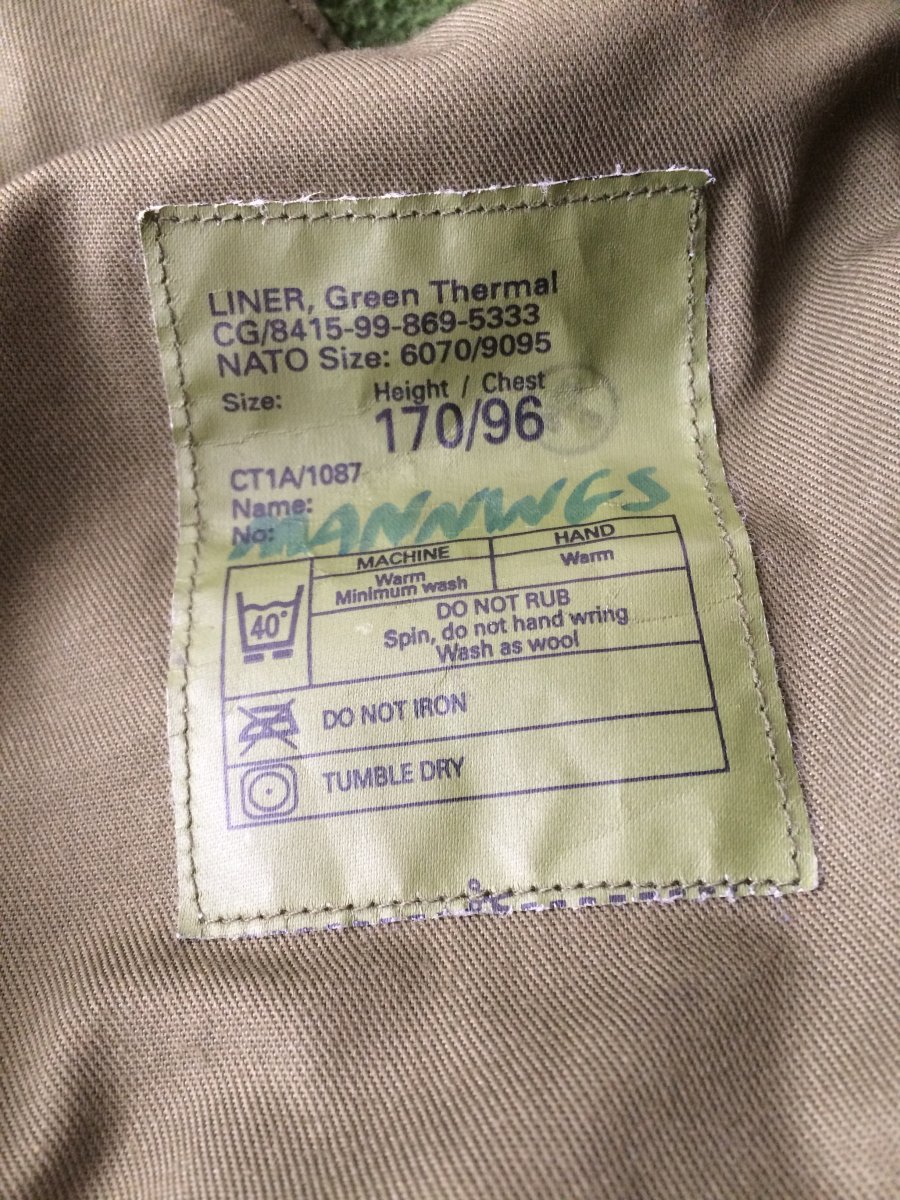 LINER, Green Thermal
CG/8415-99-869-5333
NATO Size: 6070/9095
Size:
Height / Chest
170/96
CT1A/1087
Name:
No:
MACHINE
HAND
Warm
Minimum wash
Warm
40°
DO NOT RUB
Spin, do not hand wring
Wash as wool
DO NOT IRON
TUMBLE DRY